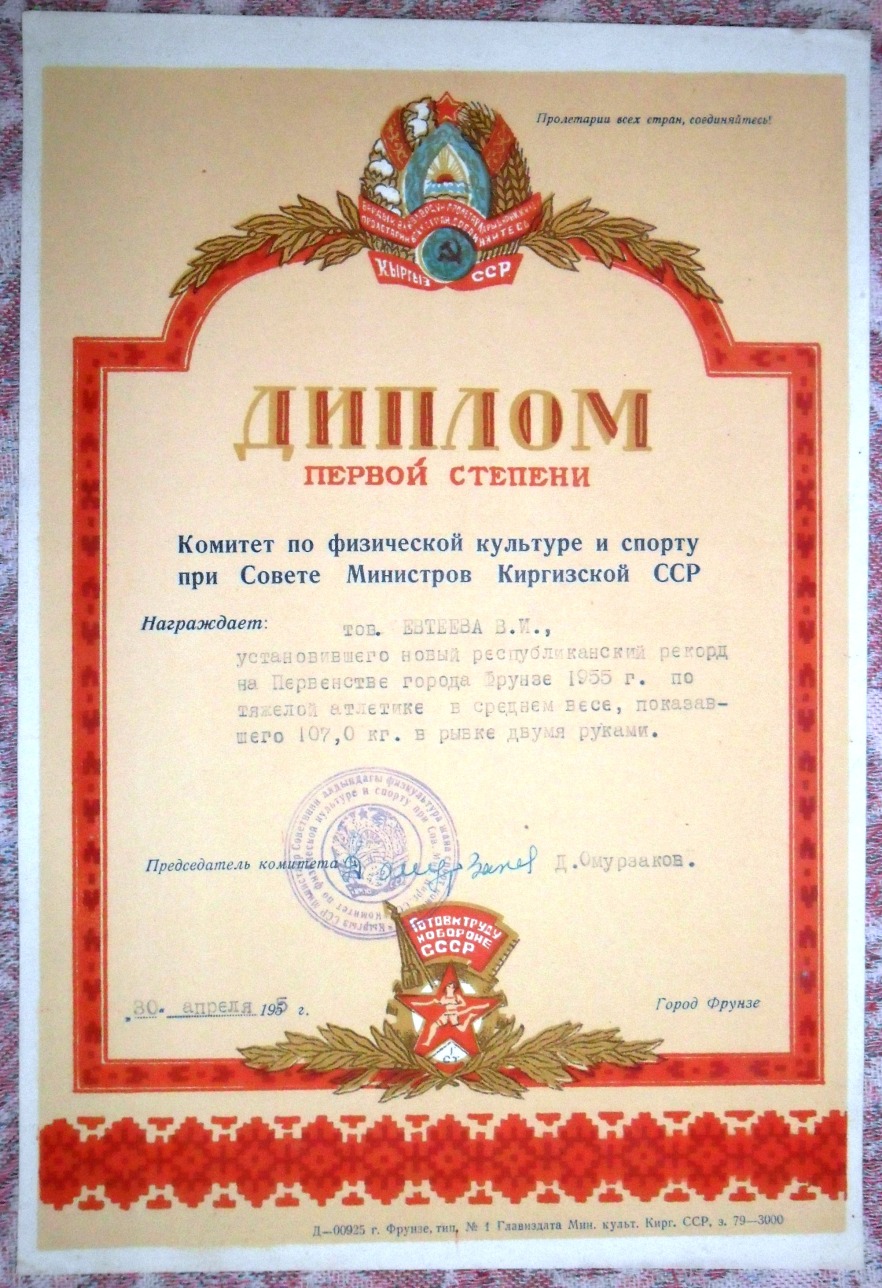 Пролетарии всех стран, соединяйтесь!
КЫРГЫЗ ССР
ДИПЛОМ
ПЕРВОЙ СТЕПЕНИ
Комитет по физической культуре и спорту
при Совете Министров Киргизской ССР
Награждает: тов. ЕВТЕЕВА В.И.,
установившего новый республиканский рекорд
на Первенстве города Фрунзе 1955 г. по
тяжелой атлетике в среднем весе, показав-
шего 107,0 кг. в рывке двумя руками.
Председатель комитета Д.Омурзаков.
ГОТОВ К ТРУДУ
И ОБОРОНЕ
СССР
1
СТ
„30. апреля 1955 г. Город Фрунзе
Д—00925 г. Фрунзе, тип, № 1 Главиздата Мин. культ. Кирг. ССР, з. 79—3000